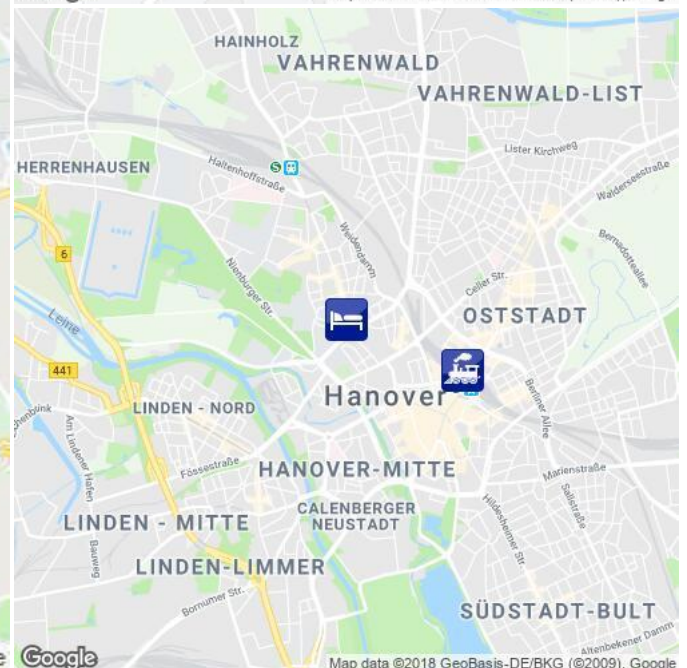 HAINHOLZ
VAHRENWALD
VAHRENWALD-LIST
Lister Kirchweg
HERRENHAUSEN
Haltenhoffstraße
S
Walderseestraße
Weidendamm
Bernadotteallee
6
Nienburger Str.
Celler Str.
Leine
OSTSTADT
441
Hanover
Berliner Allee
LINDEN - NORD
Am Lindener Hafen
Fössestraße
HANOVER-MITTE
Marienstraße
Sallstraße
CALENBERGER
NEUSTADT
Hildesheimer Str.
LINDEN - MITTE
Bauweg
LINDEN-LIMMER
Bornumer Str.
SÜDSTADT-BULT
Altenbekener Damm
Google
Map data ©2018 GeoBasis-DE/BKG (©2009), Google